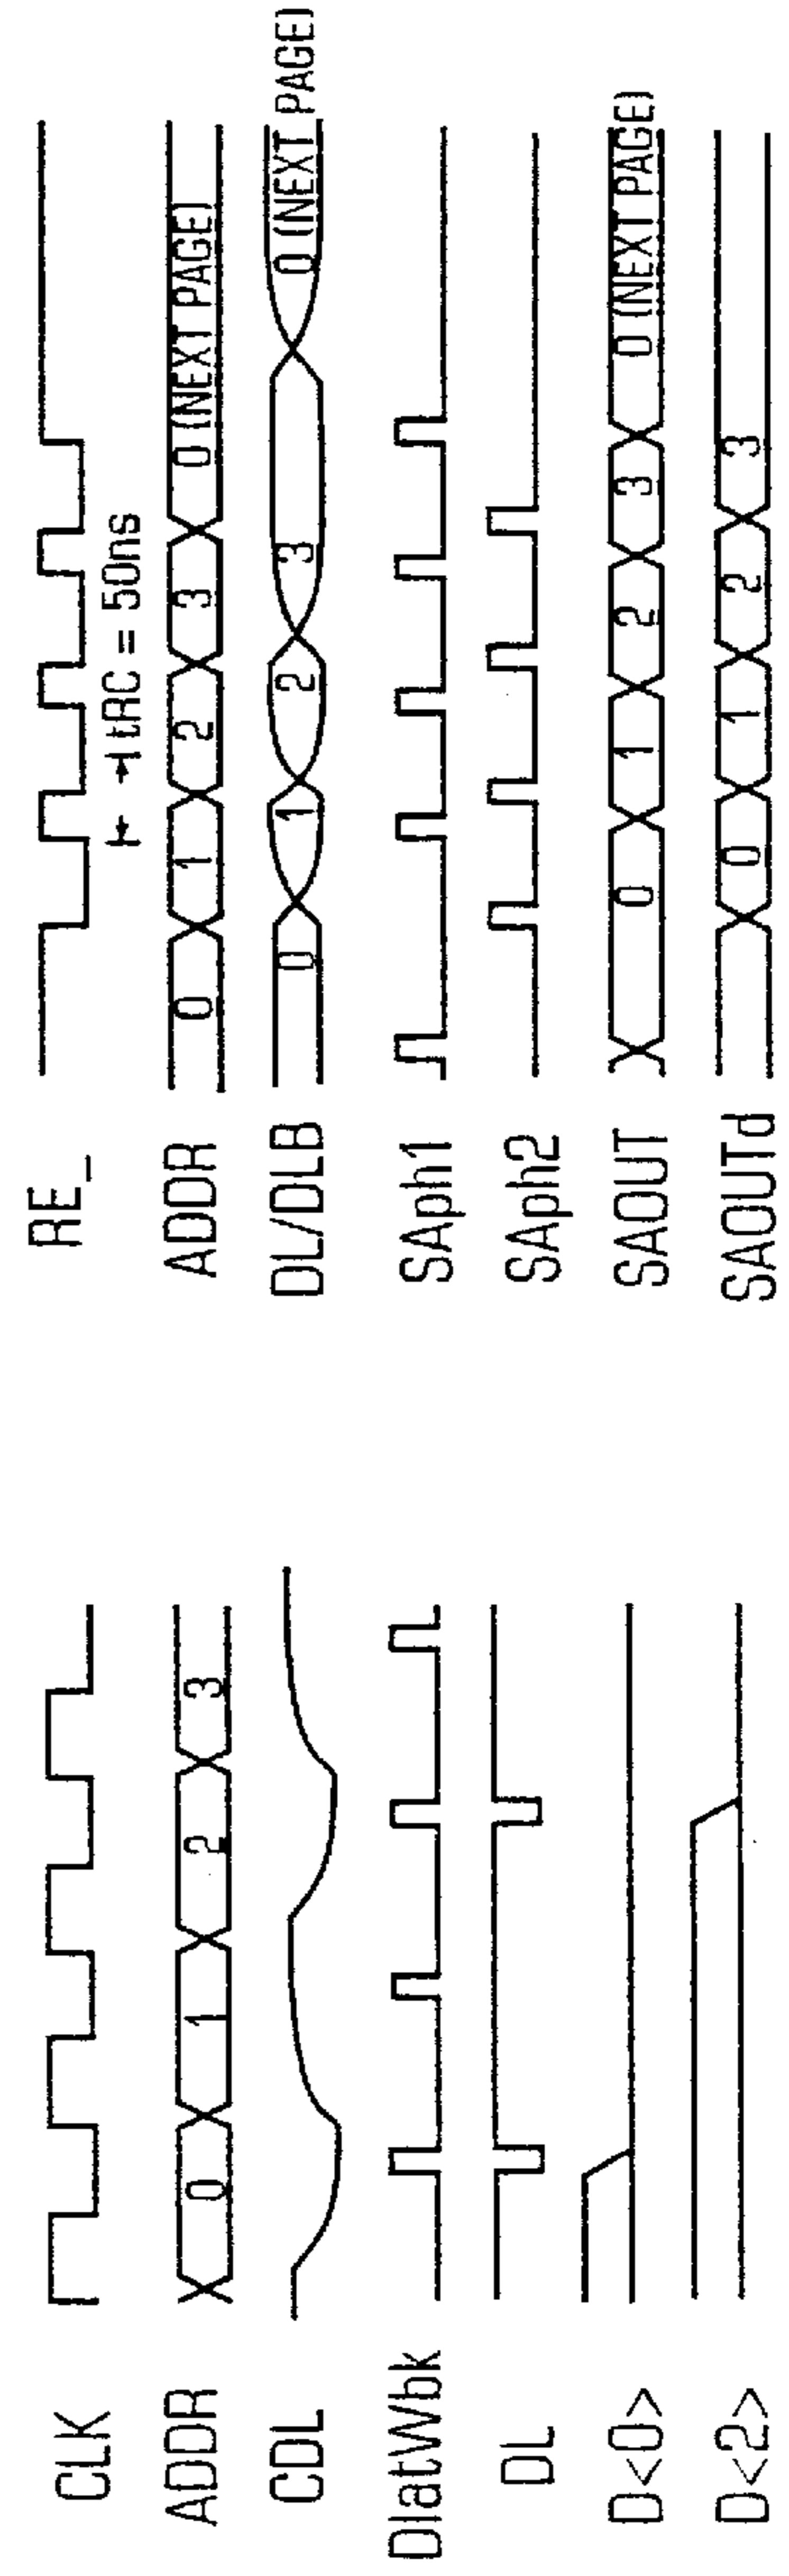 CLK
ADDR 0 1 2 3
CDL
DlatWbk
DL
D<0>
D<2>
RE_
tRC = 50ns
ADDR 0 1 2 3 0 (NEXT PAGE)
DL/DLB 0 1 2 3 0 (NEXT PAGE)
SAph1
SAph2
SAOUT 0 1 2 3 0 (NEXT PAGE)
SAOUTd 0 1 2 3